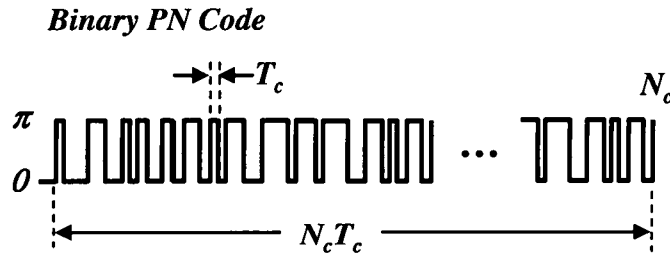 Binary PN Code
T_c
N_c
π
0
...
N_cT_c